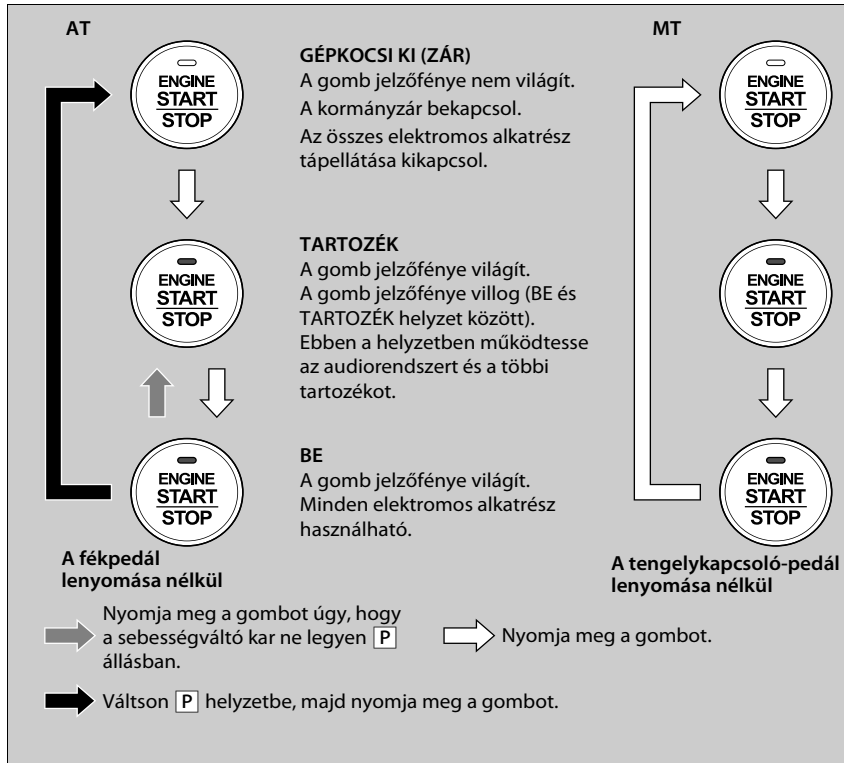 AT
MT
ENGINE
START
STOP
GÉPKOCSI KI (ZÁR)
A gomb jelzőfénye nem világít.
A kormányzár bekapcsol.
Az összes elektromos alkatrész
tápellátása kikapcsol.
ENGINE
START
STOP
ENGINE
START
STOP
TARTOZÉK
A gomb jelzőfénye világít.
A gomb jelzőfénye villog (BE és
TARTOZÉK helyzet között).
Ebben a helyzetben működtesse
az audiorendszert és a többi
tartozékot.
ENGINE
START
STOP
ENGINE
START
STOP
BE
A gomb jelzőfénye világít.
Minden elektromos alkatrész
használható.
ENGINE
START
STOP
A fékpedál
lenyomása nélkül
A tengelykapcsoló-pedál
lenyomása nélkül
Nyomja meg a gombot úgy, hogy
a sebességváltó kar ne legyen P
állásban.
Nyomja meg a gombot.
Váltson P helyzetbe, majd nyomja meg a gombot.